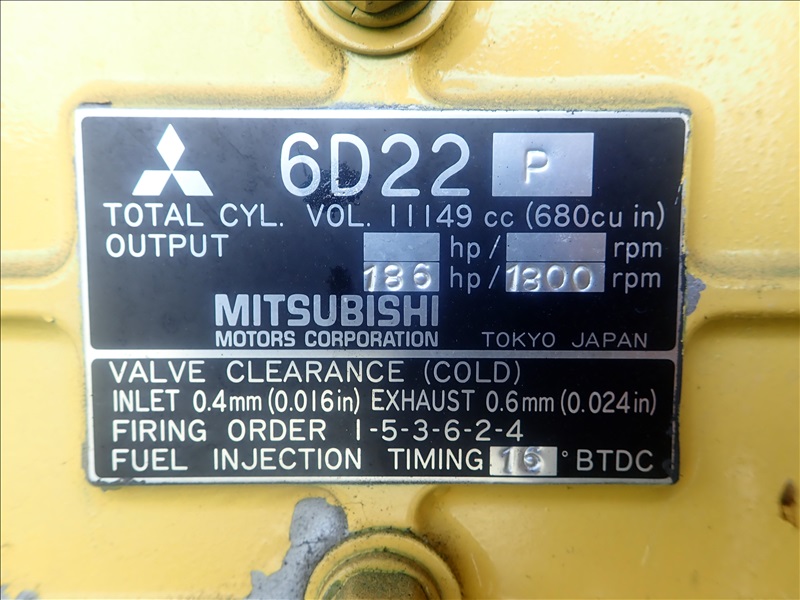 6D22 P
TOTAL CYL. VOL. 11149 cc (680cu in)
OUTPUT hp/ rpm
186 hp/ 1800 rpm
MITSUBISHI
MOTORS CORPORATION TOKYO JAPAN
VALVE CLEARANCE (COLD)
INLET 0.4mm (0.016in) EXHAUST 0.6mm (0.024in)
FIRING ORDER 1-5-3-6-2-4
FUEL INJECTION TIMING 16 °BTDC